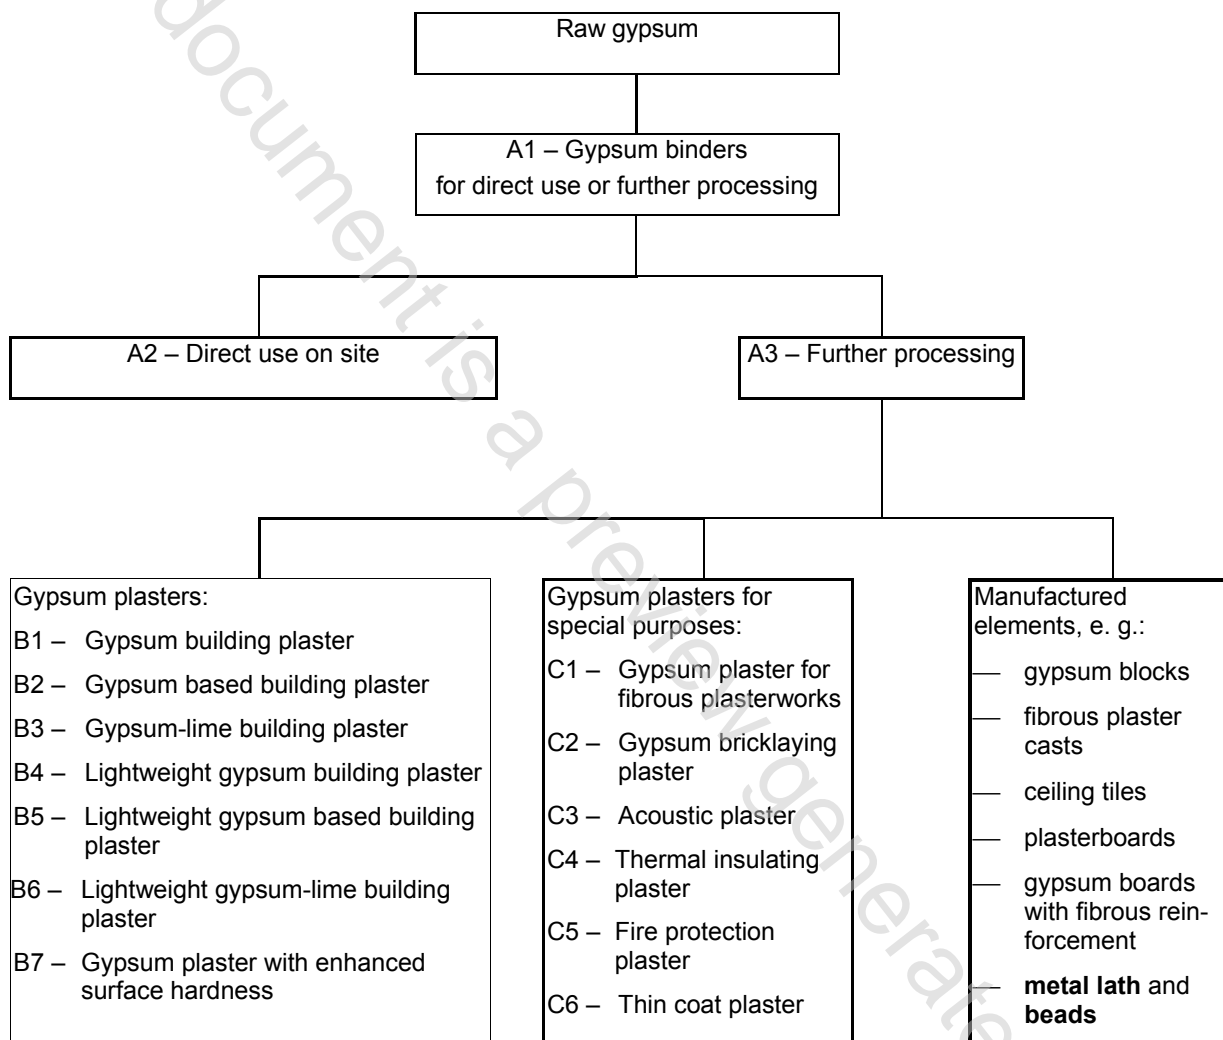 Raw gypsum
A1 – Gypsum binders
for direct use or further processing
A2 – Direct use on site
A3 – Further processing
Gypsum plasters:
B1 – Gypsum building plaster
B2 – Gypsum based building plaster
B3 – Gypsum-lime building plaster
B4 – Lightweight gypsum building plaster
B5 – Lightweight gypsum based building
plaster
B6 – Lightweight gypsum-lime building
plaster
B7 – Gypsum plaster with enhanced
surface hardness
Gypsum plasters for
special purposes:
C1 – Gypsum plaster for
fibrous plasterworks
C2 – Gypsum bricklaying
plaster
C3 – Acoustic plaster
C4 – Thermal insulating
plaster
C5 – Fire protection
plaster
C6 – Thin coat plaster
Manufactured
elements, e. g.:
— gypsum blocks
— fibrous plaster
casts
— ceiling tiles
— plasterboards
— gypsum boards
with fibrous rein-
forcement
— metal lath and
beads
document is a preview generate